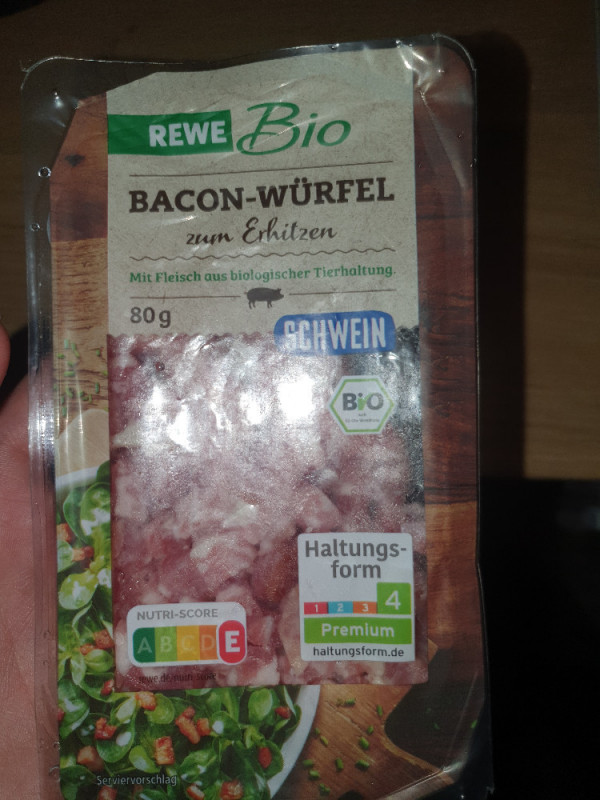 REWE Bio
BACON-WÜRFEL
zum Erhitzen
Mit Fleisch aus biologischer Tierhaltung.
80g
SCHWEIN
BiO
Haltungs-
form
1 2 3 4
Premium
haltungsform.de
NUTRI-SCORE
A B C D E
Serviervorschlag